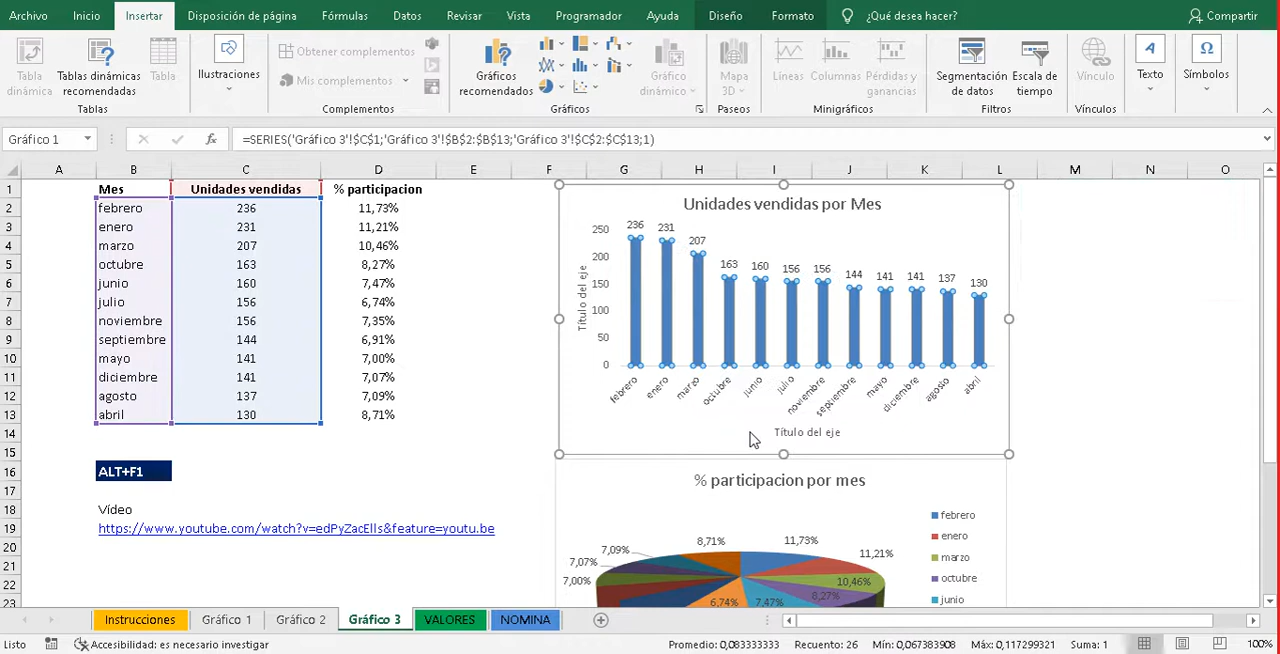 Archivo Inicio Insertar Disposición de página Fórmulas Datos Revisar Vista Programador Ayuda Diseño Formato ¿Qué desea hacer? Compartir
Tabla dinámica
Tablas dinámicas recomendadas
Tabla
Tablas
Ilustraciones
Obtener complementos
Mis complementos
Complementos
Gráficos recomendados
Gráfico dinámico
Gráficos
Mapa 3D
Paseos
Líneas Columnas Pérdidas y ganancias
Minigráficos
Segmentación de datos
Escala de tiempo
Filtros
Vínculo
Vínculos
Texto
Símbolos
Gráfico 1 fx =SERIES('Gráfico 3'!$C$1;'Gráfico 3'!$B$2:$B$13;'Gráfico 3'!$C$2:$C$13;1)
A B C D E F G H I J K L M N O
1 Mes Unidades vendidas % participacion
2 febrero 236 11,73%
3 enero 231 11,21%
4 marzo 207 10,46%
5 octubre 163 8,27%
6 junio 160 7,47%
7 julio 156 6,74%
8 noviembre 156 7,35%
9 septiembre 144 6,91%
10 mayo 141 7,00%
11 diciembre 141 7,07%
12 agosto 137 7,09%
13 abril 130 8,71%
14
15
16 ALT+F1
17
18 Vídeo
19 https://www.youtube.com/watch?v=edPyZacElls&feature=youtu.be
20
21
22
23
Unidades vendidas por Mes
Título del eje
250
200
150
100
50
0
236 231 207 163 160 156 156 144 141 141 137 130
febrero enero marzo octubre junio julio noviembre septiembre mayo diciembre agosto abril
Título del eje
% participacion por mes
8,71% 11,73%
7,09% 11,21%
7,07%
7,00% 10,46%
6,74% 7,47% 8,27%
febrero
enero
marzo
octubre
junio
Instrucciones Gráfico 1 Gráfico 2 Gráfico 3 VALORES NOMINA
Listo Accesibilidad: es necesario investigar Promedio: 0,083333333 Recuento: 26 Mín: 0,067383908 Máx: 0,117299321 Suma: 1 100%